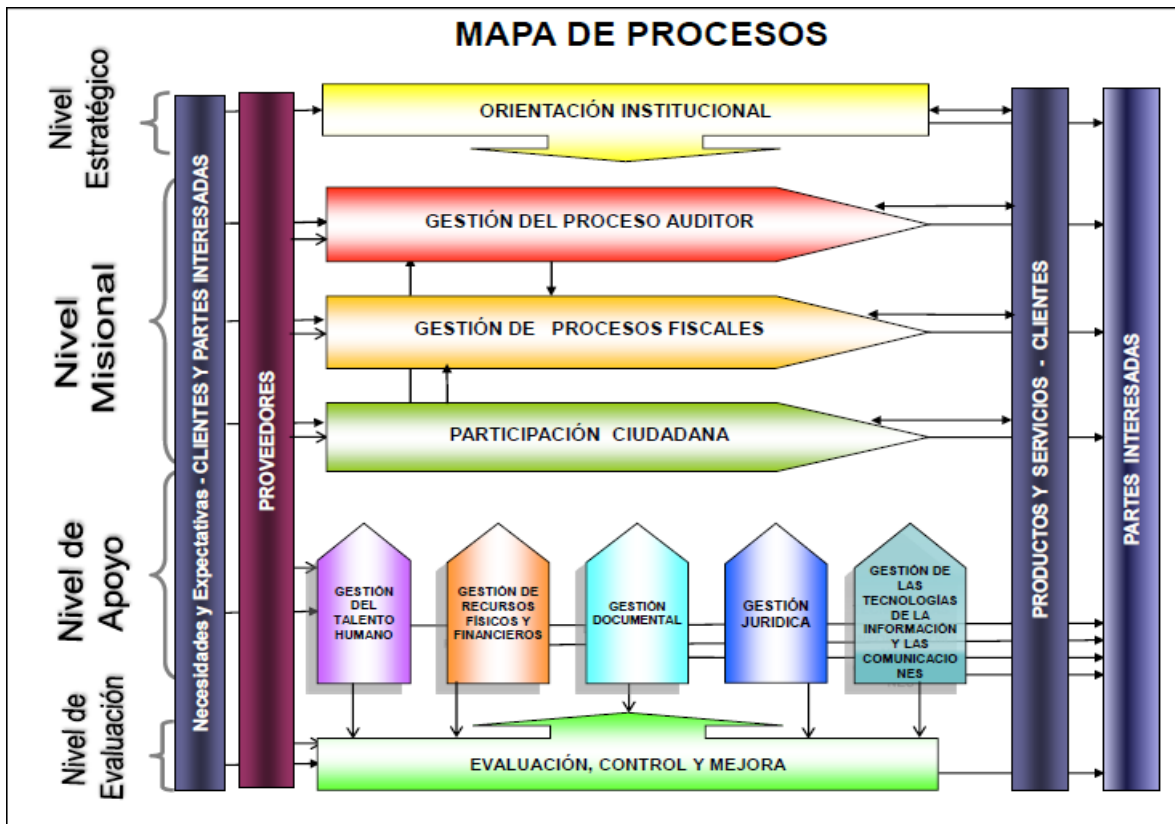 MAPA DE PROCESOS
Nivel
Estratégico
Nivel
Misional
Nivel de
Apoyo
Nivel de
Evaluación
Necesidades y Expectativas - CLIENTES Y PARTES INTERESADAS
PROVEEDORES
ORIENTACIÓN INSTITUCIONAL
GESTIÓN DEL PROCESO AUDITOR
GESTIÓN DE PROCESOS FISCALES
PARTICIPACIÓN CIUDADANA
GESTIÓN
DEL
TALENTO
HUMANO
GESTIÓN DE
RECURSOS
FÍSICOS Y
FINANCIEROS
GESTIÓN
DOCUMENTAL
GESTIÓN
JURIDICA
GESTIÓN DE
LAS
TECNOLOGÍAS
DE LA
INFORMACIÓN
Y LAS
COMUNICACIO
NES
EVALUACIÓN, CONTROL Y MEJORA
PRODUCTOS Y SERVICIOS - CLIENTES
PARTES INTERESADAS